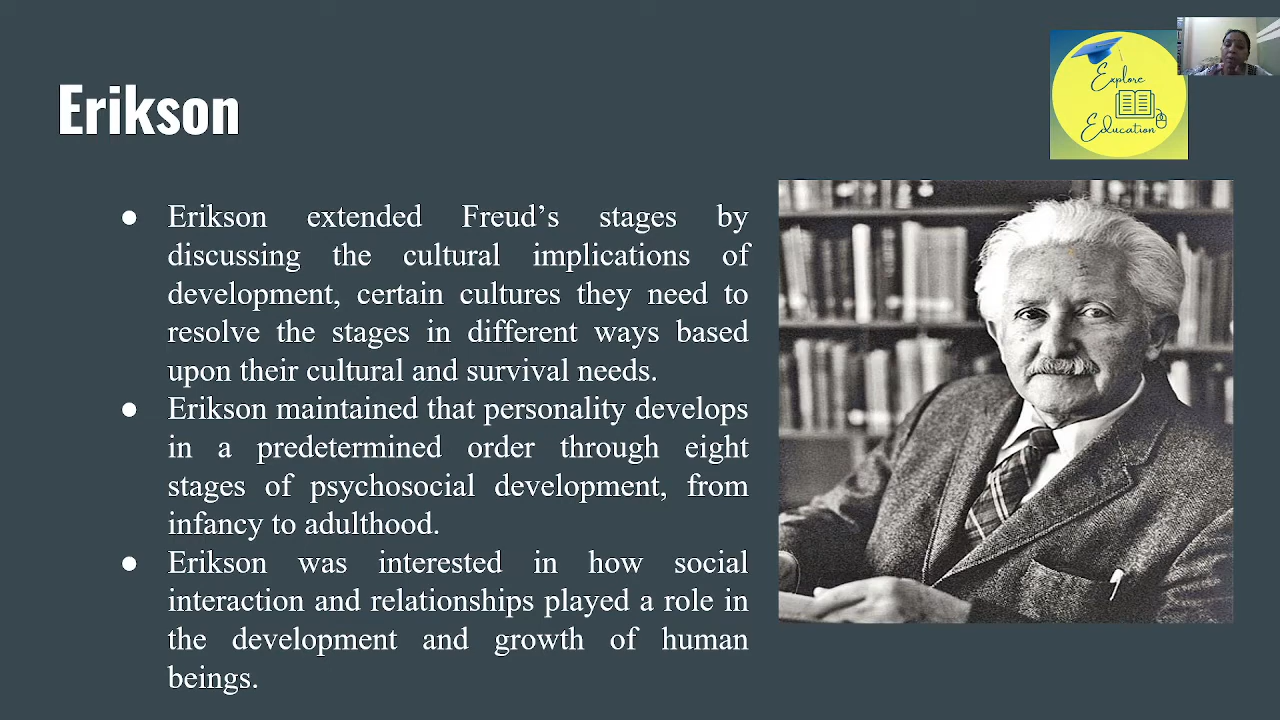 Erikson
Explore
Education
● Erikson extended Freud’s stages by
discussing the cultural implications of
development, certain cultures they need to
resolve the stages in different ways based
upon their cultural and survival needs.
● Erikson maintained that personality develops
in a predetermined order through eight
stages of psychosocial development, from
infancy to adulthood.
● Erikson was interested in how social
interaction and relationships played a role in
the development and growth of human
beings.